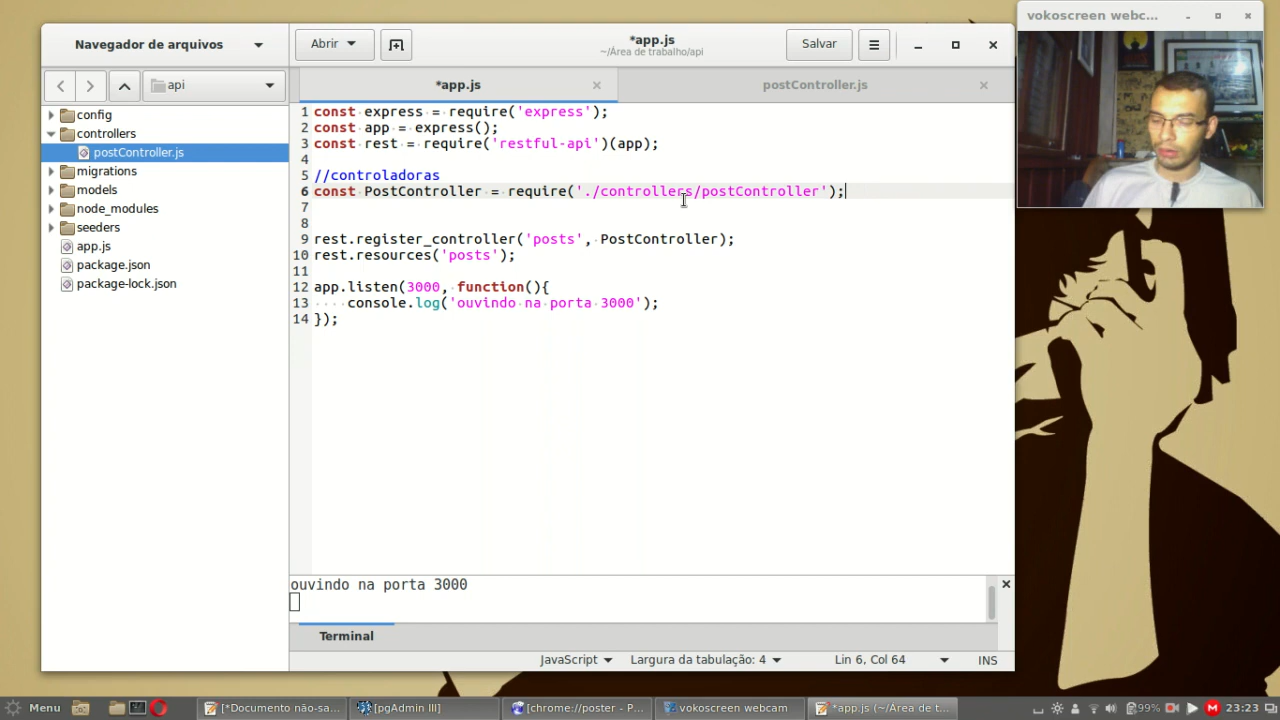 vokoscreen webc...
Navegador de arquivos
Abrir
*app.js
~/Área de trabalho/api
Salvar
api
*app.js
postController.js
config
controllers
postController.js
migrations
models
node_modules
seeders
app.js
package.json
package-lock.json
1 const express = require('express');
2 const app = express();
3 const rest = require('restful-api')(app);
4
5 //controladoras
6 const PostController = require('./controllers/postController');
7
8
9 rest.register_controller('posts', PostController);
10 rest.resources('posts');
11
12 app.listen(3000, function(){
13 ····console.log('ouvindo na porta 3000');
14 });
ouvindo na porta 3000
Terminal
JavaScript
Largura da tabulação: 4
Lin 6, Col 64
INS
Menu
[*Documento não-sa...
[pgAdmin III]
[chrome://poster - P...
vokoscreen webcam
*app.js (~/Área de t...
99%
M
23:23